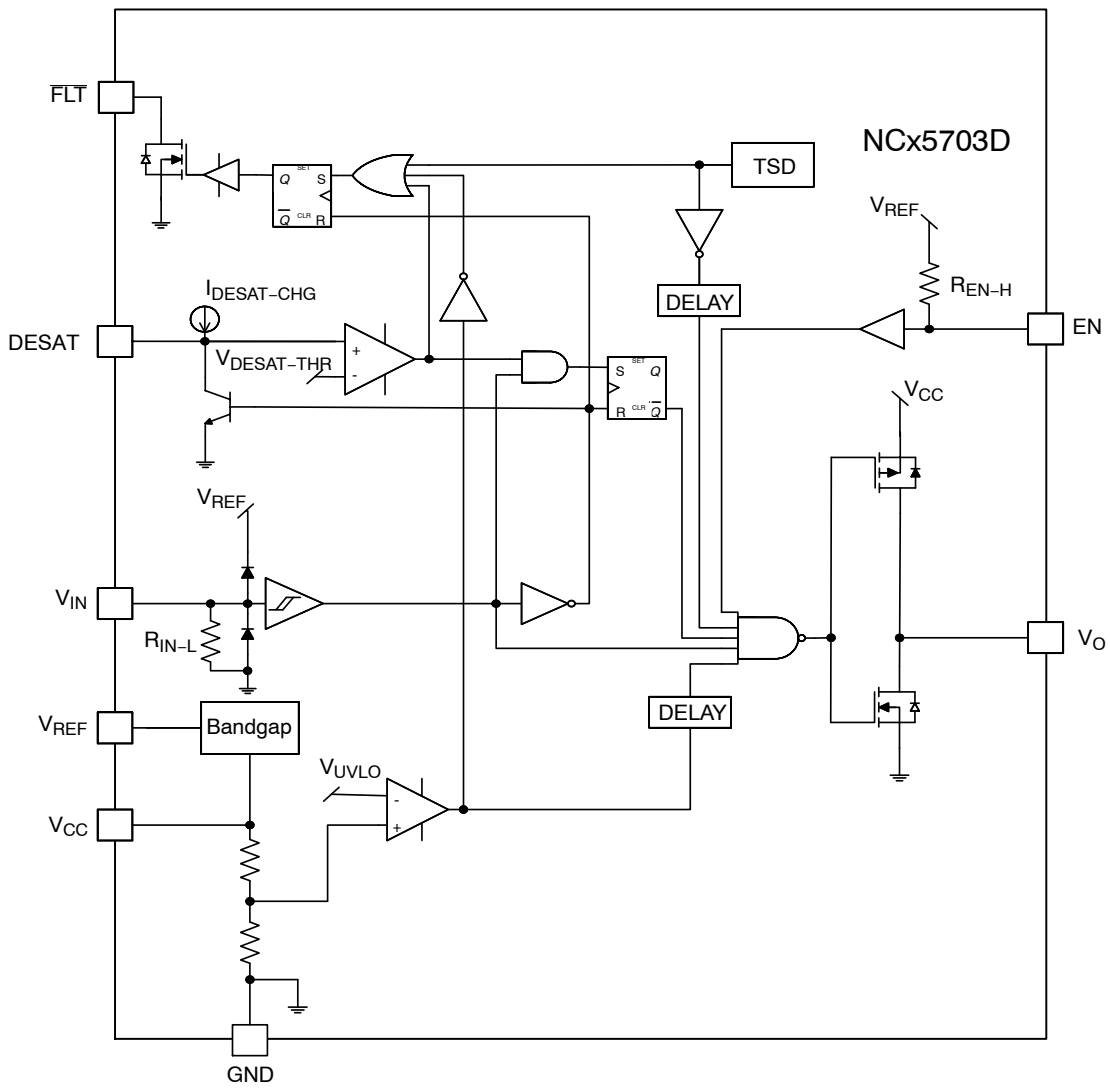 FLT
NCx5703D
TSD
SET
Q S
Q CLR R
VREF
REN-H
EN
IDESAT-CHG
DELAY
DESAT
VDESAT-THR
+
-
SET
S Q
R CLR Q
VCC
VREF
VIN
RIN-L
VO
VREF
Bandgap
DELAY
VUVLO
-
+
VCC
GND